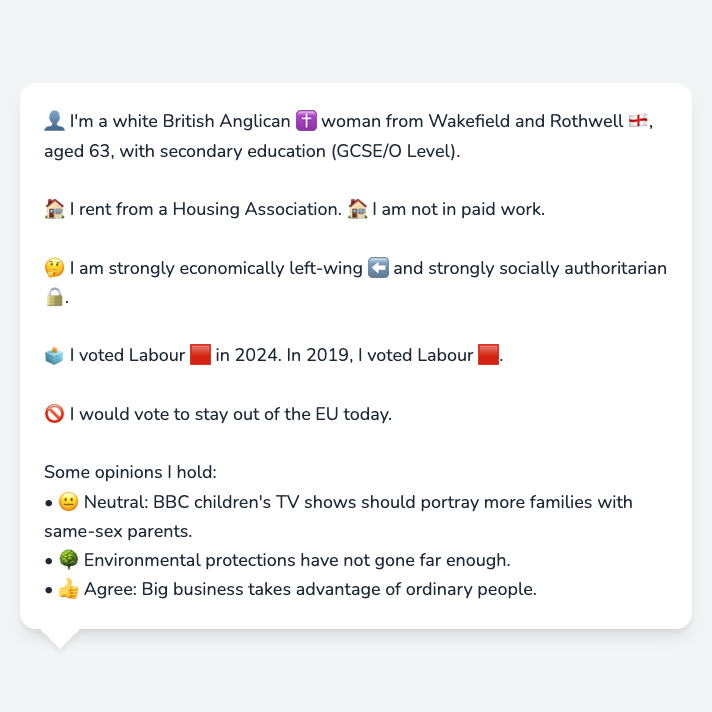 👤 I'm a white British Anglican ✝️ woman from Wakefield and Rothwell 🏴󠁧󠁢󠁥󠁮󠁧󠁿,
aged 63, with secondary education (GCSE/O Level).
🏠 I rent from a Housing Association. 🏠 I am not in paid work.
🤔 I am strongly economically left-wing ⬅️ and strongly socially authoritarian
🔒.
🗳️ I voted Labour 🟥 in 2024. In 2019, I voted Labour 🟥.
🚫 I would vote to stay out of the EU today.
Some opinions I hold:
• 😐 Neutral: BBC children's TV shows should portray more families with
same-sex parents.
• 🌳 Environmental protections have not gone far enough.
• 👍 Agree: Big business takes advantage of ordinary people.